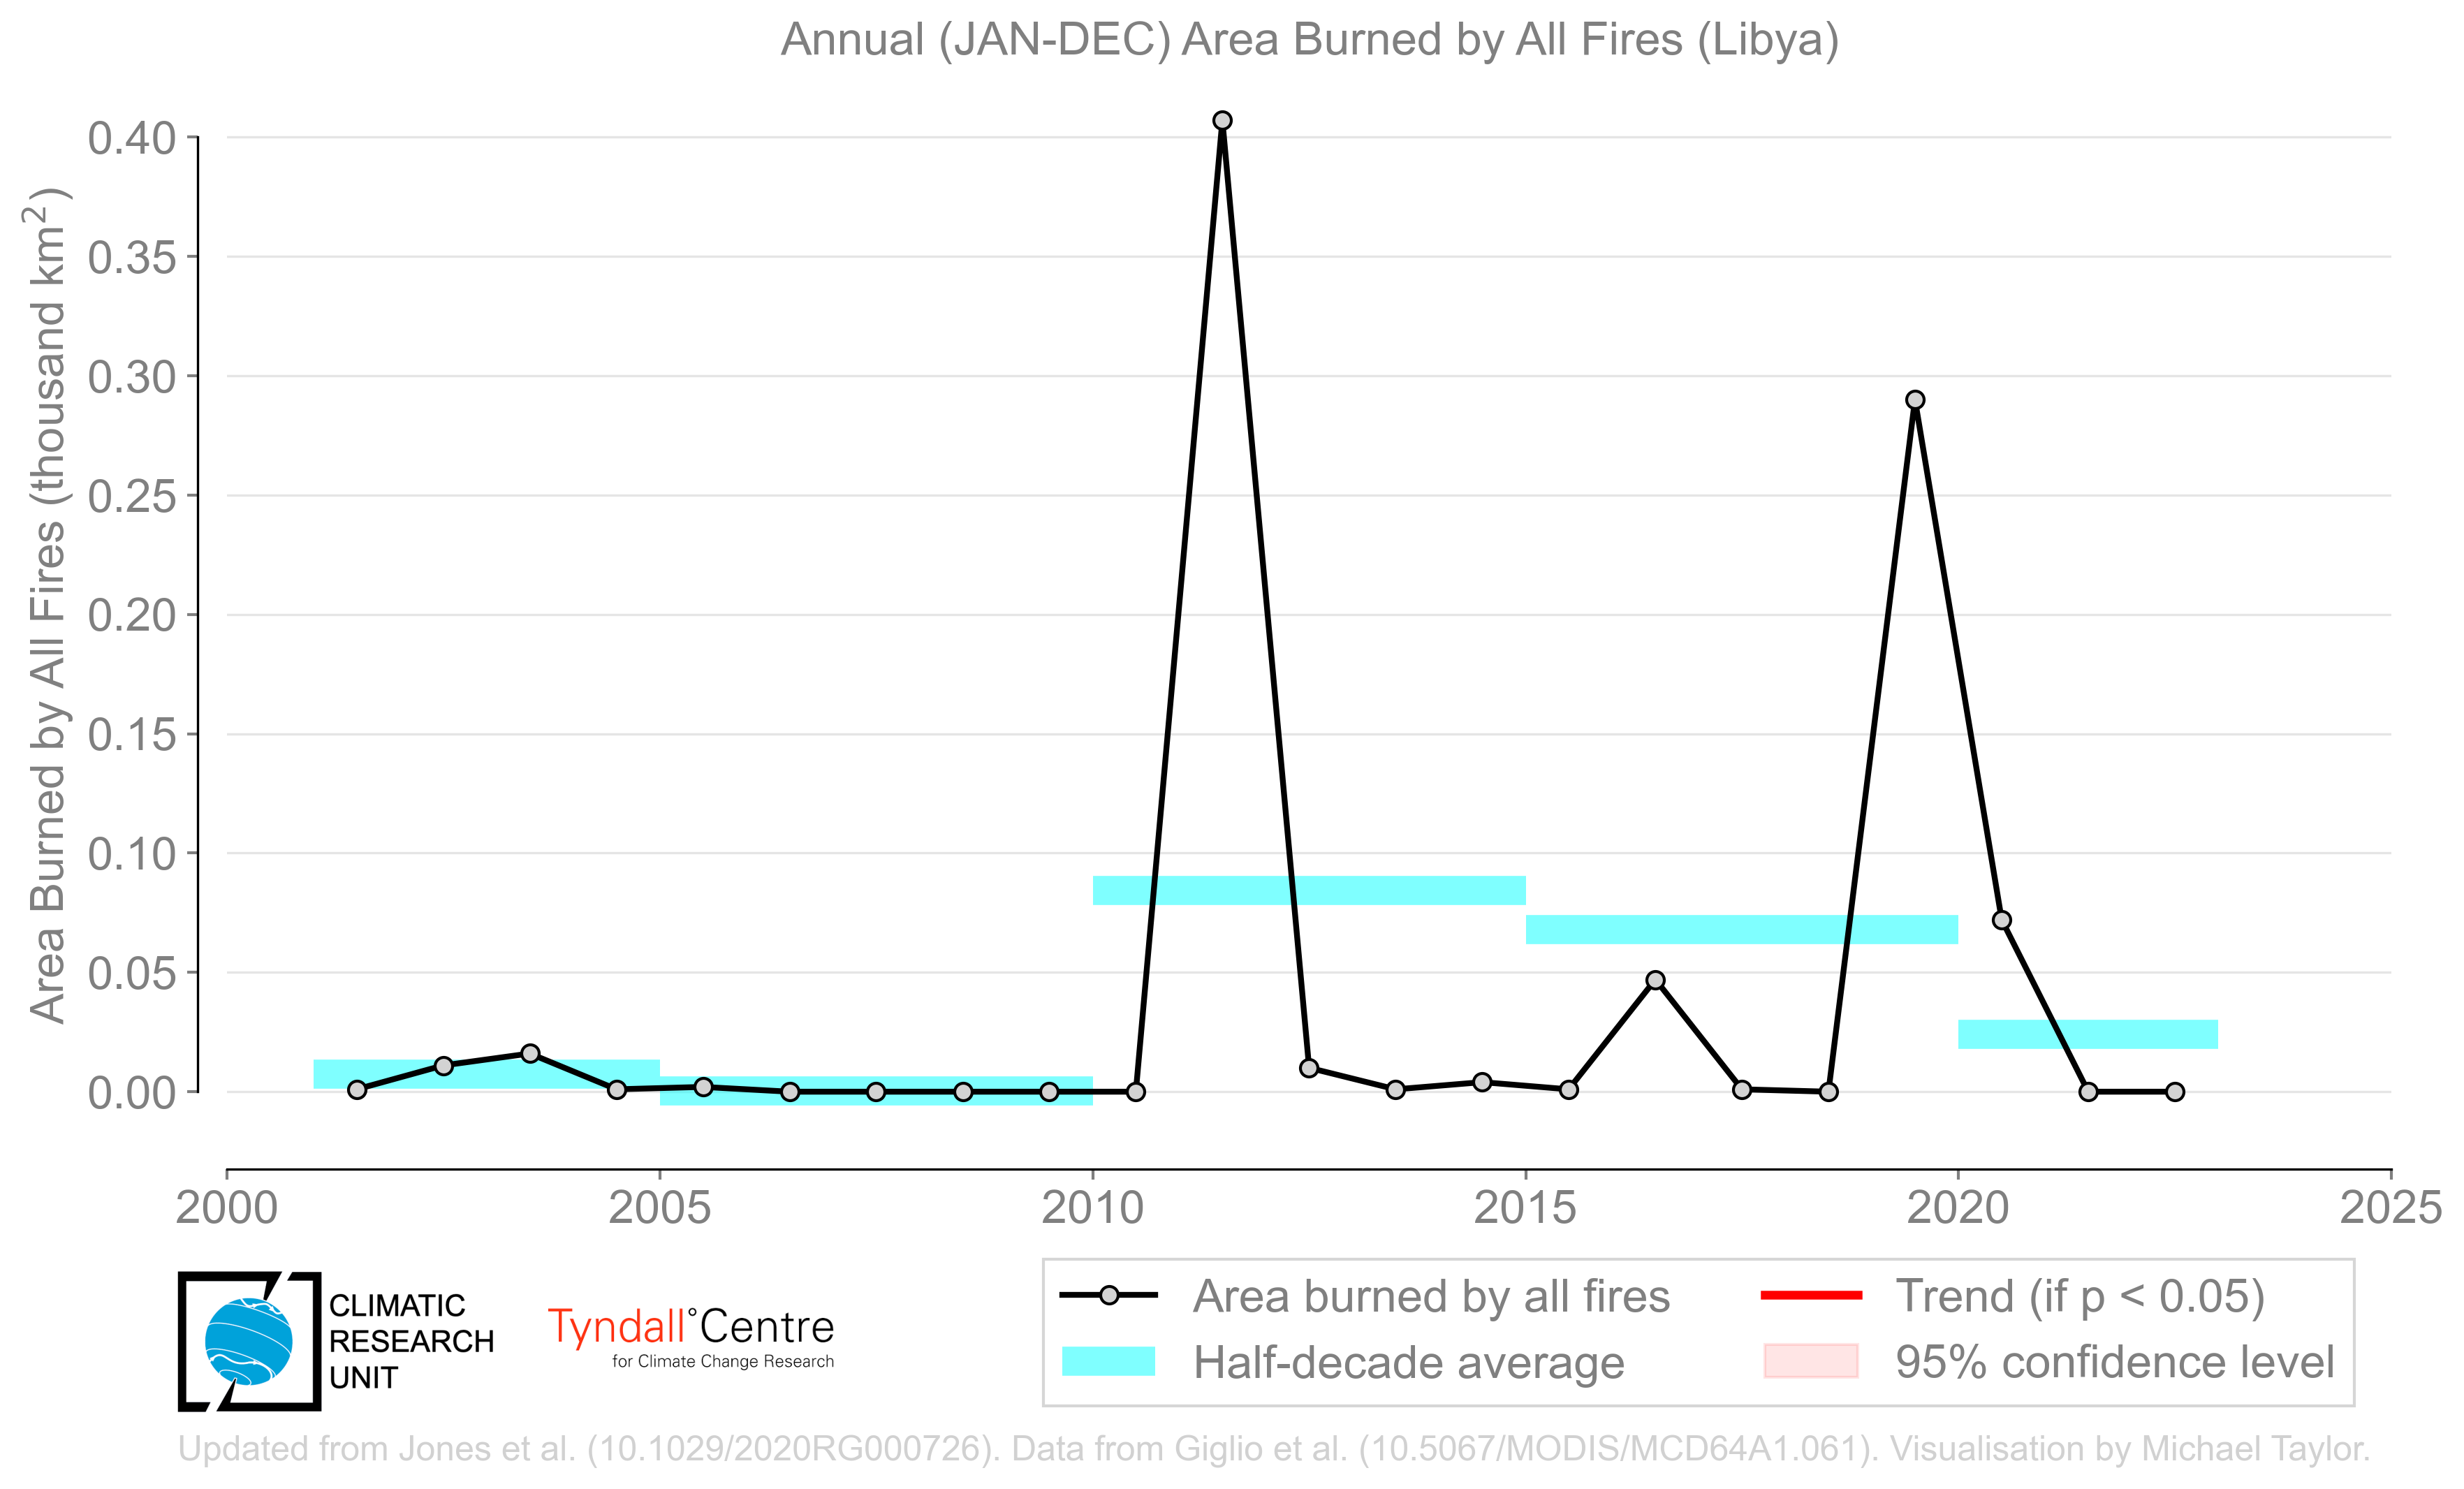 Annual (JAN-DEC) Area Burned by All Fires (Libya)
Area Burned by All Fires (thousand km²)
0.40
0.35
0.30
0.25
0.20
0.15
0.10
0.05
0.00
2000 2005 2010 2015 2020 2025
CLIMATIC
RESEARCH
UNIT
Tyndall°Centre
for Climate Change Research
Area burned by all fires
Half-decade average
Trend (if p < 0.05)
95% confidence level
Updated from Jones et al. (10.1029/2020RG000726). Data from Giglio et al. (10.5067/MODIS/MCD64A1.061). Visualisation by Michael Taylor.